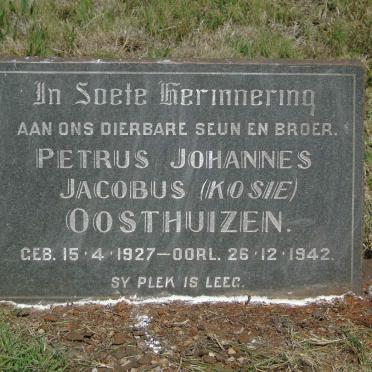 In Soete Herinnering
AAN ONS DIERBARE SEUN EN BROER.
PETRUS JOHANNES
JACOBUS (KOSIE)
OOSTHUIZEN.
GEB. 15·4·1927—OORL. 26·12·1942.
SY PLEK IS LEEG.